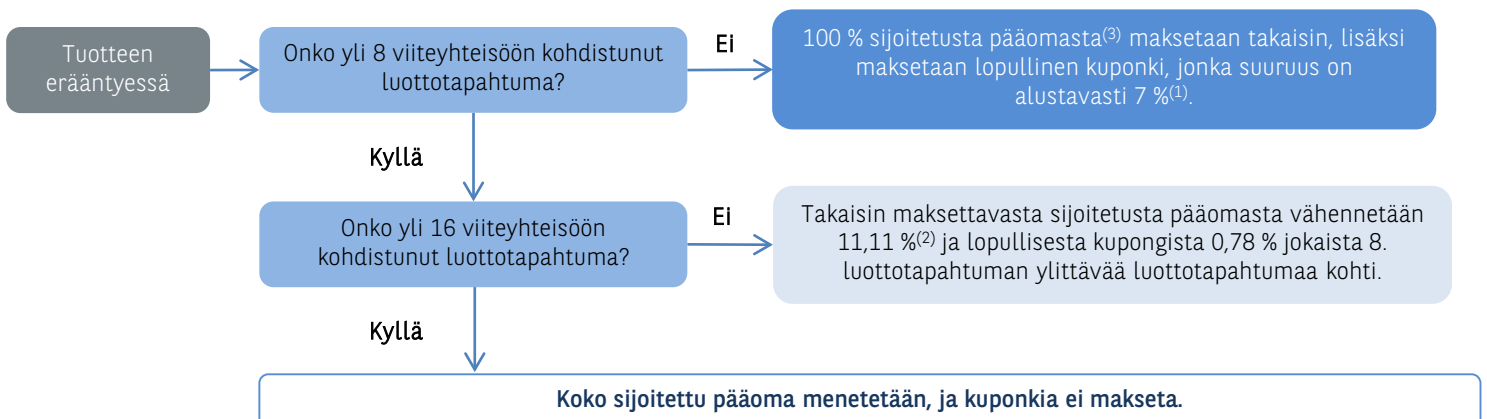 Tuotteen
erääntyessä
Onko yli 8 viiteyhteisöön kohdistunut
luottotapahtuma?
Ei
100 % sijoitetusta pääomasta(3) maksetaan takaisin, lisäksi
maksetaan lopullinen kuponki, jonka suuruus on
alustavasti 7 %(1).
Kyllä
Onko yli 16 viiteyhteisöön
kohdistunut luottotapahtuma?
Ei
Takaisin maksettavasta sijoitetusta pääomasta vähennetään
11,11 %(2) ja lopullisesta kupongista 0,78 % jokaista 8.
luottotapahtuman ylittävää luottotapahtumaa kohti.
Kyllä
Koko sijoitettu pääoma menetetään, ja kuponkia ei makseta.